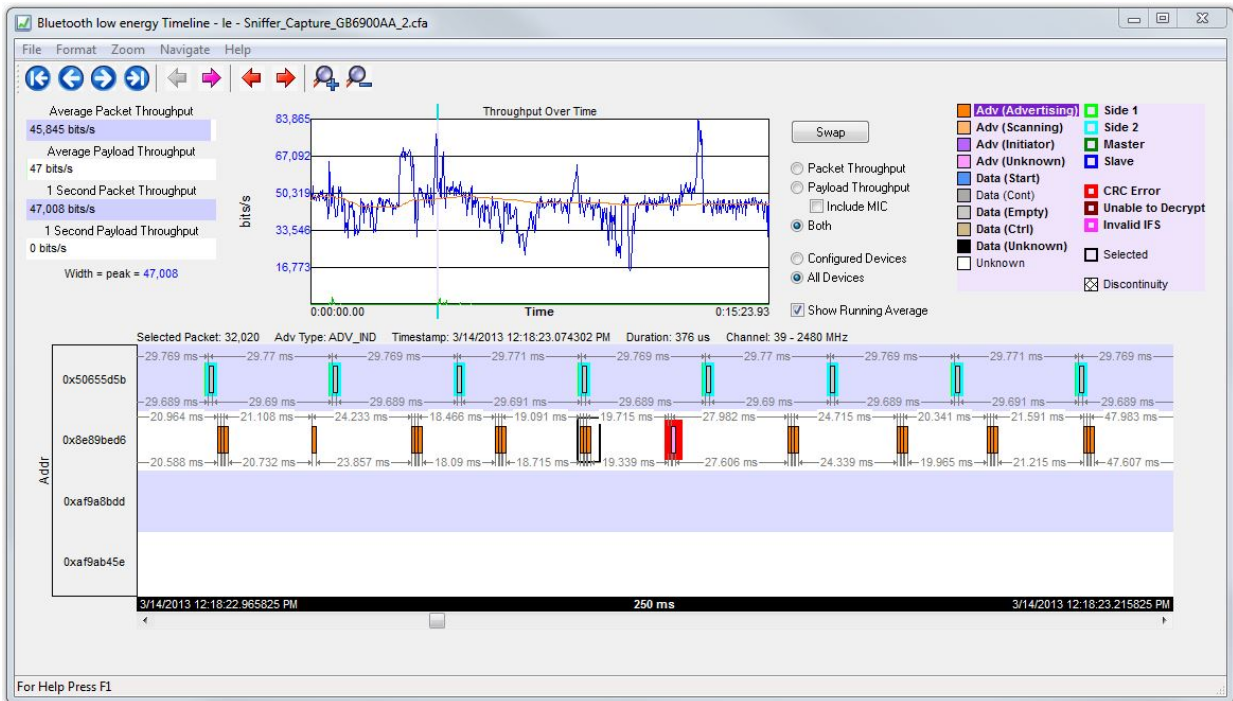 Bluetooth low energy Timeline - le - Sniffer_Capture_GB6900AA_2.cfa
File Format Zoom Navigate Help
Average Packet Throughput
45,845 bits/s
Average Payload Throughput
47 bits/s
1 Second Packet Throughput
47,008 bits/s
1 Second Payload Throughput
0 bits/s
Width = peak = 47,008
Throughput Over Time
83,865
67,092
50,319
33,546
16,773
bits/s
0:00:00.00 Time 0:15:23.93
Swap
Packet Throughput
Payload Throughput
Include MIC
Both
Configured Devices
All Devices
Show Running Average
Adv (Advertising)
Adv (Scanning)
Adv (Initiator)
Adv (Unknown)
Data (Start)
Data (Cont)
Data (Empty)
Data (Ctrl)
Data (Unknown)
Unknown
Side 1
Side 2
Master
Slave
CRC Error
Unable to Decrypt
Invalid IFS
Selected
Discontinuity
Selected Packet: 32,020 Adv Type: ADV_IND Timestamp: 3/14/2013 12:18:23.074302 PM Duration: 376 us Channel: 39 - 2480 MHz
Addr
29.769 ms 29.77 ms 29.769 ms 29.771 ms 29.769 ms 29.77 ms 29.769 ms 29.771 ms 29.769 ms
0x50655d5b
29.689 ms 29.69 ms 29.689 ms 29.691 ms 29.689 ms 29.69 ms 29.689 ms 29.691 ms 29.689 ms
20.964 ms 21.108 ms 24.233 ms 18.466 ms 19.091 ms 19.715 ms 27.982 ms 24.715 ms 20.341 ms 21.591 ms 47.983 ms
0x8e89bed6
20.588 ms 20.732 ms 23.857 ms 18.09 ms 18.715 ms 19.339 ms 27.606 ms 24.339 ms 19.965 ms 21.215 ms 47.607 ms
0xaf9a8bdd
0xaf9ab45e
3/14/2013 12:18:22.965825 PM 250 ms 3/14/2013 12:18:23.215825 PM
For Help Press F1